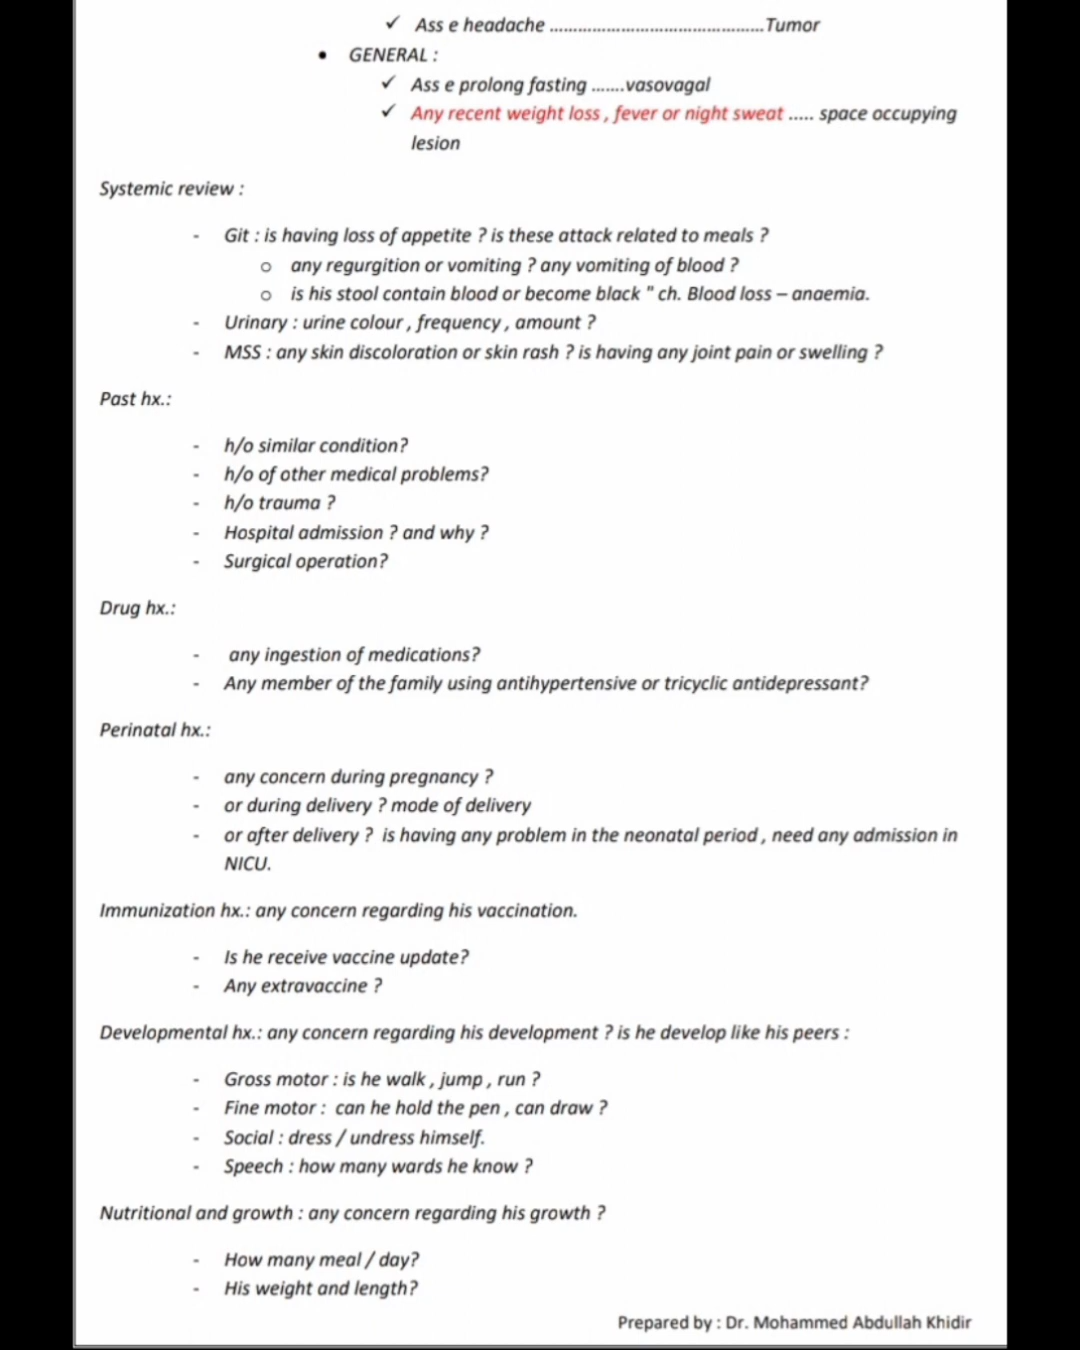 ✓ Ass e headache ..............................................Tumor
• GENERAL :
✓ Ass e prolong fasting .......vasovagal
✓ Any recent weight loss , fever or night sweat ..... space occupying
lesion
Systemic review :
- Git : is having loss of appetite ? is these attack related to meals ?
o any regurgition or vomiting ? any vomiting of blood ?
o is his stool contain blood or become black " ch. Blood loss – anaemia.
- Urinary : urine colour , frequency , amount ?
- MSS : any skin discoloration or skin rash ? is having any joint pain or swelling ?
Past hx.:
- h/o similar condition?
- h/o of other medical problems?
- h/o trauma ?
- Hospital admission ? and why ?
- Surgical operation?
Drug hx.:
- any ingestion of medications?
- Any member of the family using antihypertensive or tricyclic antidepressant?
Perinatal hx.:
- any concern during pregnancy ?
- or during delivery ? mode of delivery
- or after delivery ? is having any problem in the neonatal period , need any admission in
NICU.
Immunization hx.: any concern regarding his vaccination.
- Is he receive vaccine update?
- Any extravaccine ?
Developmental hx.: any concern regarding his development ? is he develop like his peers :
- Gross motor : is he walk , jump , run ?
- Fine motor : can he hold the pen , can draw ?
- Social : dress / undress himself.
- Speech : how many wards he know ?
Nutritional and growth : any concern regarding his growth ?
- How many meal / day?
- His weight and length?
Prepared by : Dr. Mohammed Abdullah Khidir